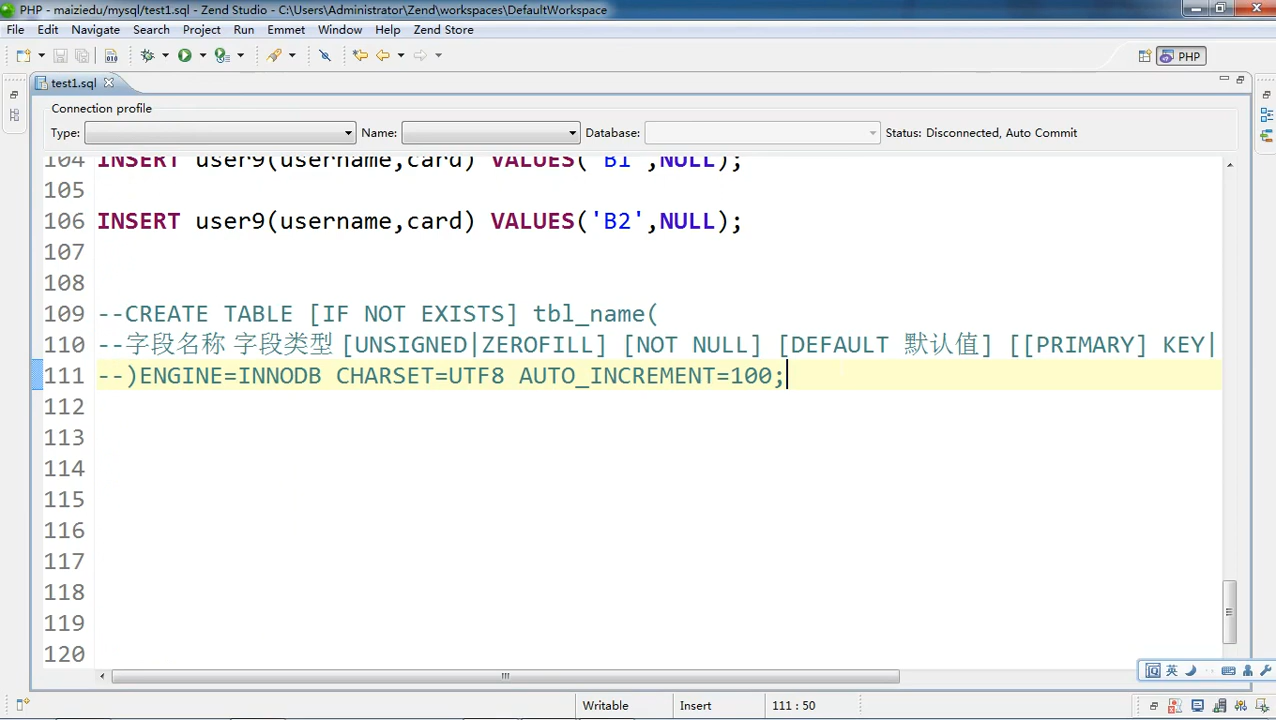 PHP - maiziedu/mysql/test1.sql - Zend Studio - C:\Users\Administrator\Zend\workspaces\DefaultWorkspace
File Edit Navigate Search Project Run Emmet Window Help Zend Store
PHP
test1.sql
Connection profile
Type: Name: Database: Status: Disconnected, Auto Commit
104 INSERT user9(username,card) VALUES('B1',NULL);
105
106 INSERT user9(username,card) VALUES('B2',NULL);
107
108
109 --CREATE TABLE [IF NOT EXISTS] tbl_name(
110 --字段名称 字段类型 [UNSIGNED|ZEROFILL] [NOT NULL] [DEFAULT 默认值] [[PRIMARY] KEY|
111 --)ENGINE=INNODB CHARSET=UTF8 AUTO_INCREMENT=100;
112
113
114
115
116
117
118
119
120
英
Writable Insert 111 : 50